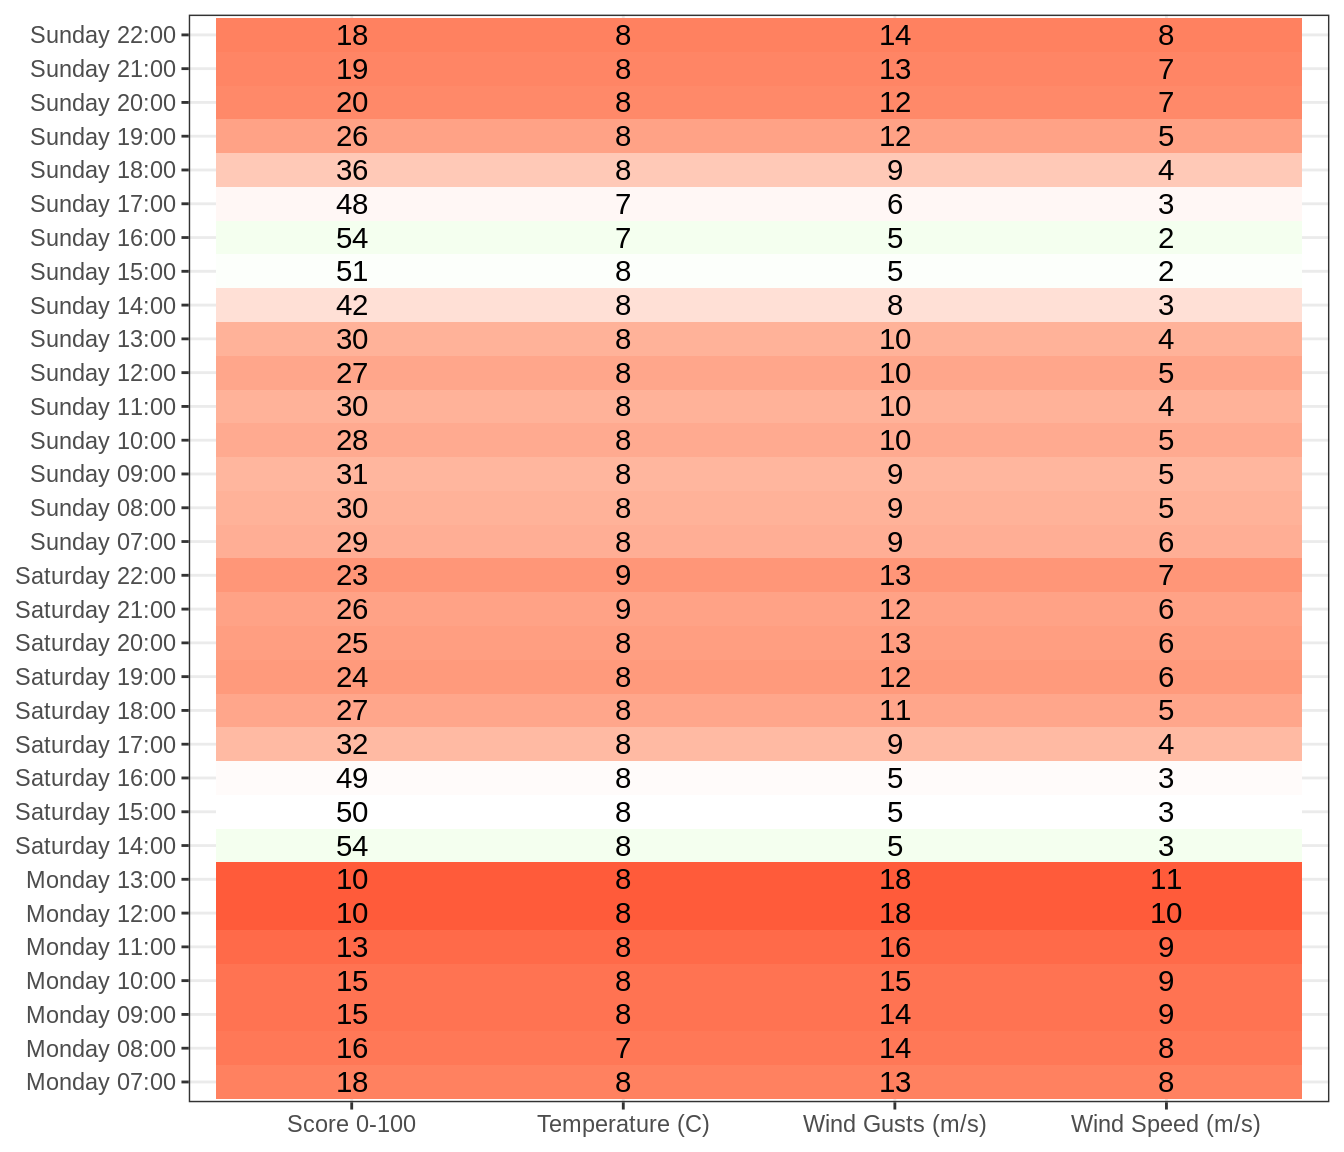 Sunday 22:00 18 8 14 8
Sunday 21:00 19 8 13 7
Sunday 20:00 20 8 12 7
Sunday 19:00 26 8 12 5
Sunday 18:00 36 8 9 4
Sunday 17:00 48 7 6 3
Sunday 16:00 54 7 5 2
Sunday 15:00 51 8 5 2
Sunday 14:00 42 8 8 3
Sunday 13:00 30 8 10 4
Sunday 12:00 27 8 10 5
Sunday 11:00 30 8 10 4
Sunday 10:00 28 8 10 5
Sunday 09:00 31 8 9 5
Sunday 08:00 30 8 9 5
Sunday 07:00 29 8 9 6
Saturday 22:00 23 9 13 7
Saturday 21:00 26 9 12 6
Saturday 20:00 25 8 13 6
Saturday 19:00 24 8 12 6
Saturday 18:00 27 8 11 5
Saturday 17:00 32 8 9 4
Saturday 16:00 49 8 5 3
Saturday 15:00 50 8 5 3
Saturday 14:00 54 8 5 3
Monday 13:00 10 8 18 11
Monday 12:00 10 8 18 10
Monday 11:00 13 8 16 9
Monday 10:00 15 8 15 9
Monday 09:00 15 8 14 9
Monday 08:00 16 7 14 8
Monday 07:00 18 8 13 8
Score 0-100 Temperature (C) Wind Gusts (m/s) Wind Speed (m/s)